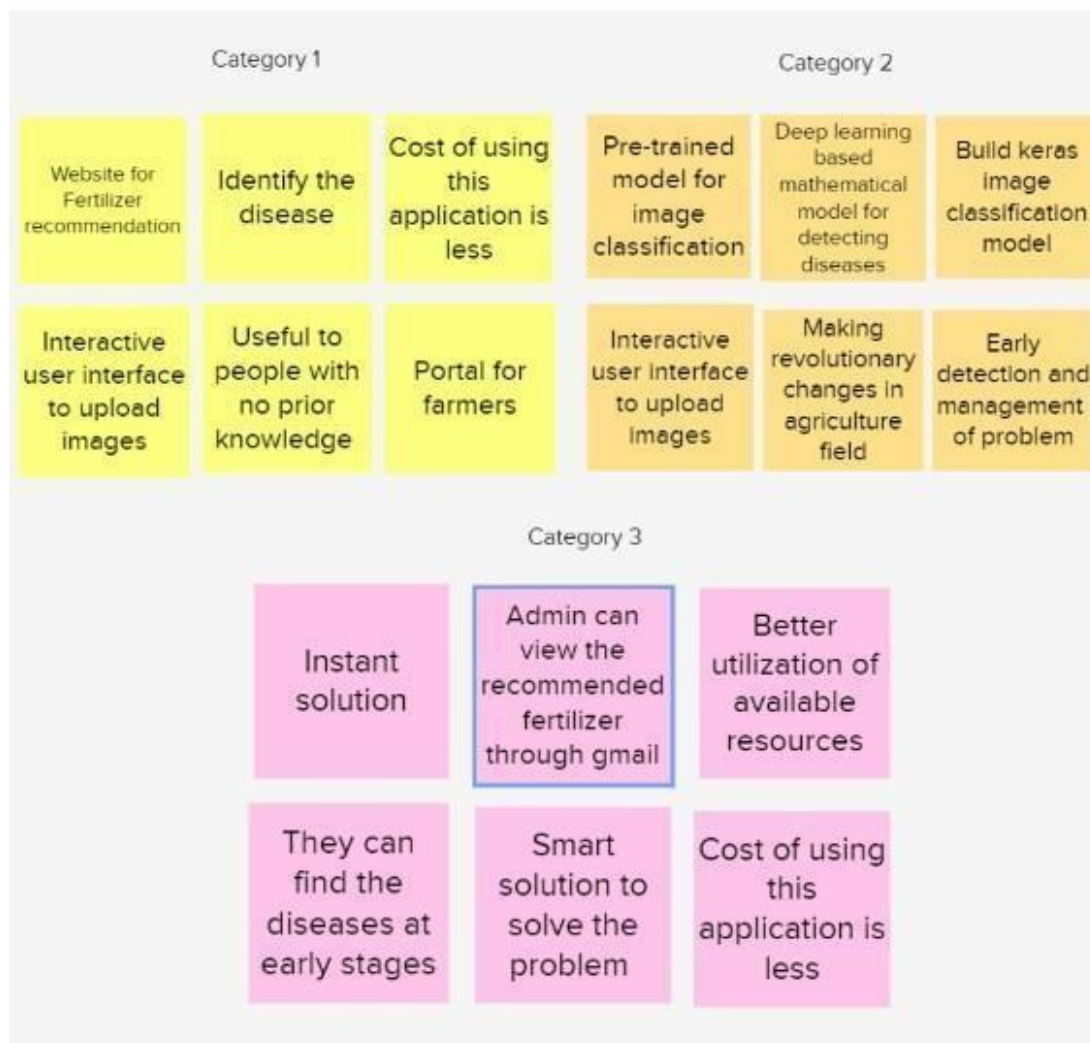 Category 1
Website for
Fertilizer
recommendation
Identify the
disease
Cost of using
this
application is
less
Interactive
user interface
to upload
images
Useful to
people with
no prior
knowledge
Portal for
farmers
Category 2
Pre-trained
model for
image
classification
Deep learning
based
mathematical
model for
detecting
diseases
Build keras
image
classification
model
Interactive
user interface
to upload
images
Making
revolutionary
changes in
agriculture
field
Early
detection and
management
of problem
Category 3
Instant
solution
Admin can
view the
recommended
fertilizer
through gmail
Better
utilization of
available
resources
They can
find the
diseases at
early stages
Smart
solution to
solve the
problem
Cost of using
this
application is
less